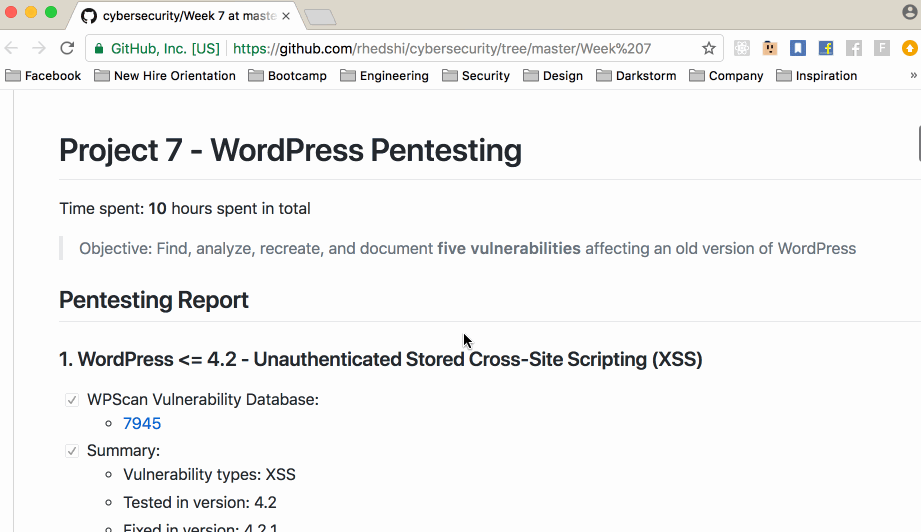 cybersecurity/Week 7 at maste
GitHub, Inc. [US] https://github.com/rhedshi/cybersecurity/tree/master/Week%207
Facebook New Hire Orientation Bootcamp Engineering Security Design Darkstorm Company Inspiration »
Project 7 - WordPress Pentesting
Time spent: 10 hours spent in total
Objective: Find, analyze, recreate, and document five vulnerabilities affecting an old version of WordPress
Pentesting Report
1. WordPress <= 4.2 - Unauthenticated Stored Cross-Site Scripting (XSS)
WPScan Vulnerability Database:
7945
Summary:
Vulnerability types: XSS
Tested in version: 4.2
Fixed in version: 4.2.1